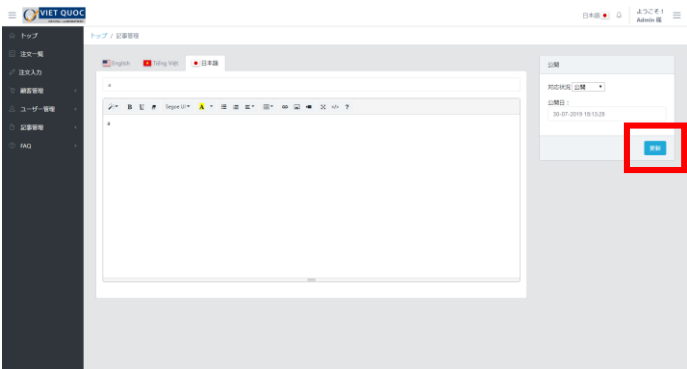 VIET QUOC
日本語
ようこそ！
Admin 様
トップ
注文一覧
注文入力
顧客管理
ユーザー管理
記事管理
FAQ
トップ / 記事管理
English
Tiếng Việt
日本語
B U Segoe UI A
公開
対応状況 公開
公開日：
30-07-2019 18:13:28
更新